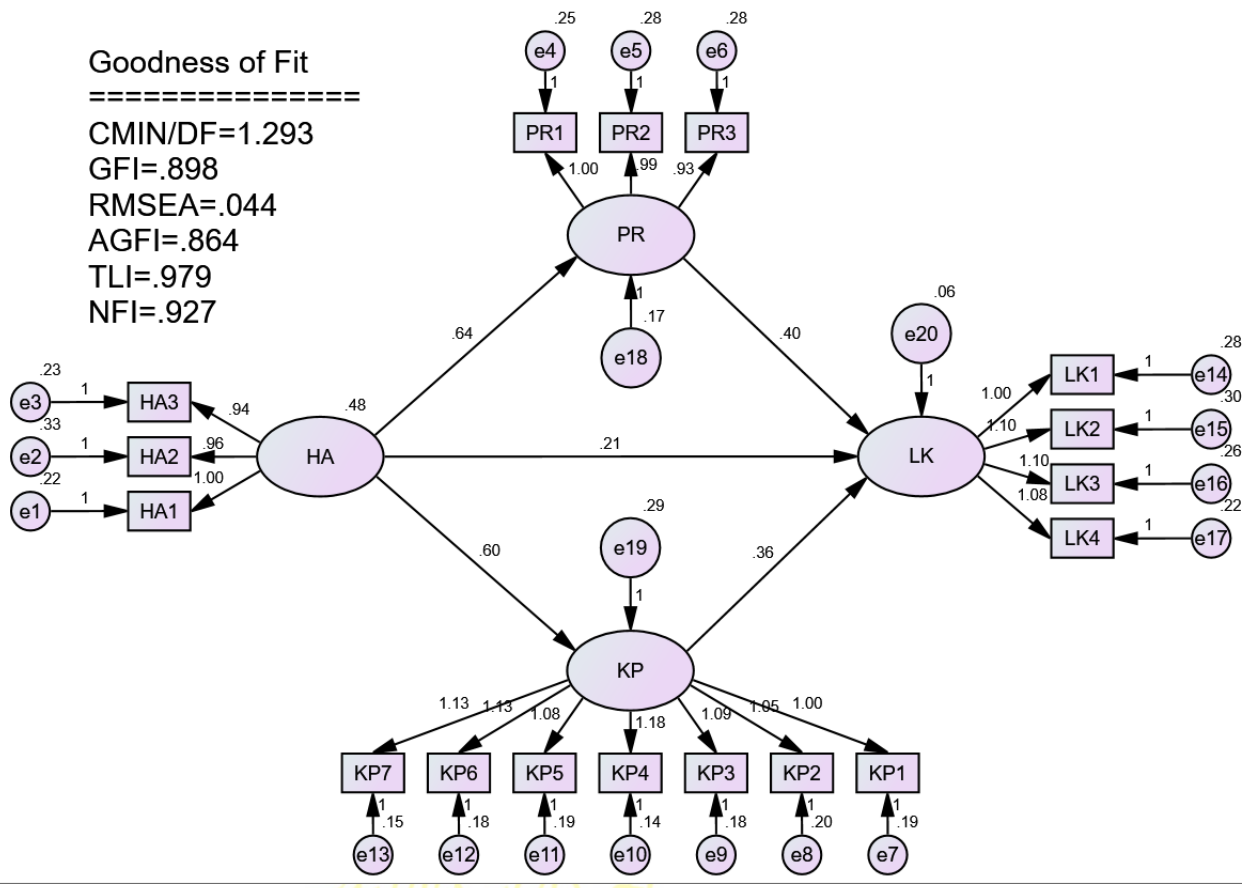 Goodness of Fit
===============
CMIN/DF=1.293
GFI=.898
RMSEA=.044
AGFI=.864
TLI=.979
NFI=.927
.25 .28 .28
e4 e5 e6
1 1 1
PR1 PR2 PR3
1.00 .99 .93
PR
1
.17
e18
.64
.40
.06
e20
1
.23
e3 1 HA3 .94
.33
e2 1 HA2 .96
.22
e1 1 HA1 1.00
.48
HA
.21
LK
.28
1.00 LK1 1 e14
.30
1.10 LK2 1 e15
.26
1.10 LK3 1 e16
.22
1.08 LK4 1 e17
.29
e19
1
.60
.36
KP
1.13 1.13 1.08 1.18 1.09 1.05 1.00
KP7 KP6 KP5 KP4 KP3 KP2 KP1
1 1 1 1 1 1 1
.15 .18 .19 .14 .18 .20 .19
e13 e12 e11 e10 e9 e8 e7